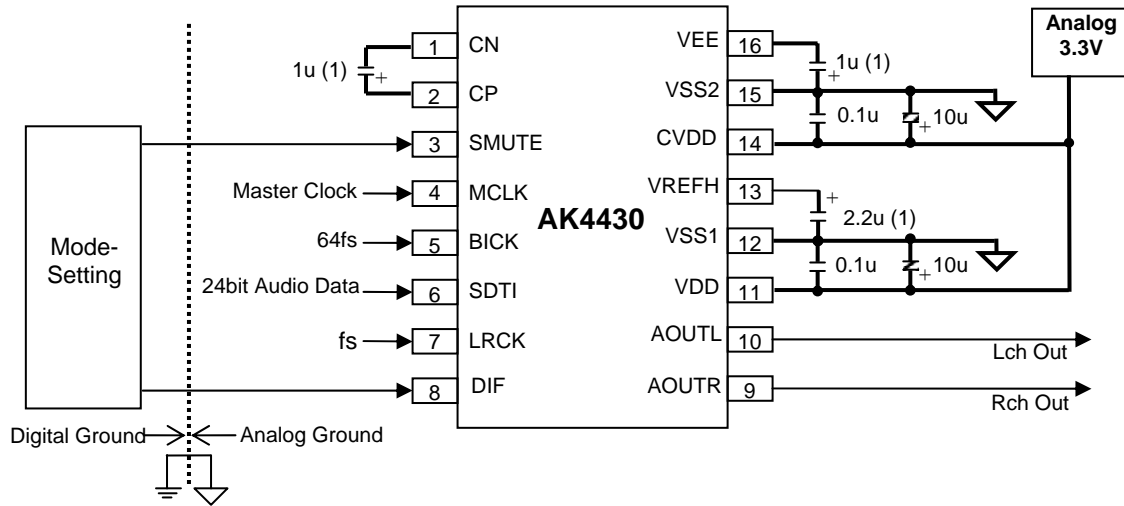 1u (1)
+
1
CN
2
CP
3
SMUTE
Master Clock
4
MCLK
64fs
5
BICK
24bit Audio Data
6
SDTI
fs
7
LRCK
8
DIF
Mode-
Setting
Digital Ground
Analog Ground
AK4430
VEE
16
1u (1)
+
VSS2
15
0.1u
+
10u
CVDD
14
VREFH
13
+
2.2u (1)
VSS1
12
0.1u
+
10u
VDD
11
AOUTL
10
Lch Out
AOUTR
9
Rch Out
Analog
3.3V